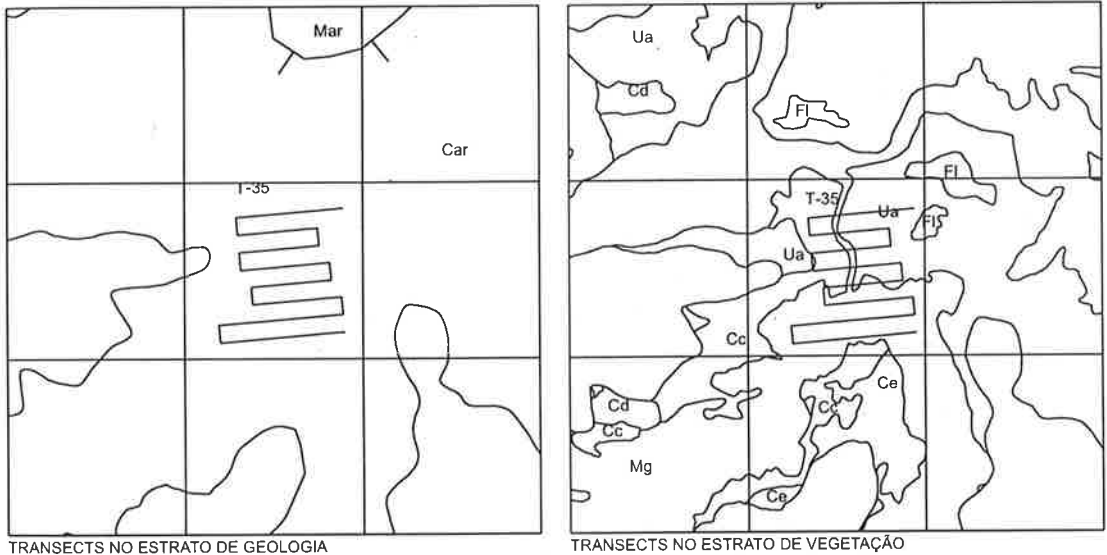 Mar
Car
T-35
TRANSECTS NO ESTRATO DE GEOLOGIA
Ua
Cd
Fl
Fl
T-35
Ua
Fl
Ua
Cc
Ce
Cd
Cc
Cc
Mg
Ce
TRANSECTS NO ESTRATO DE VEGETAÇÃO